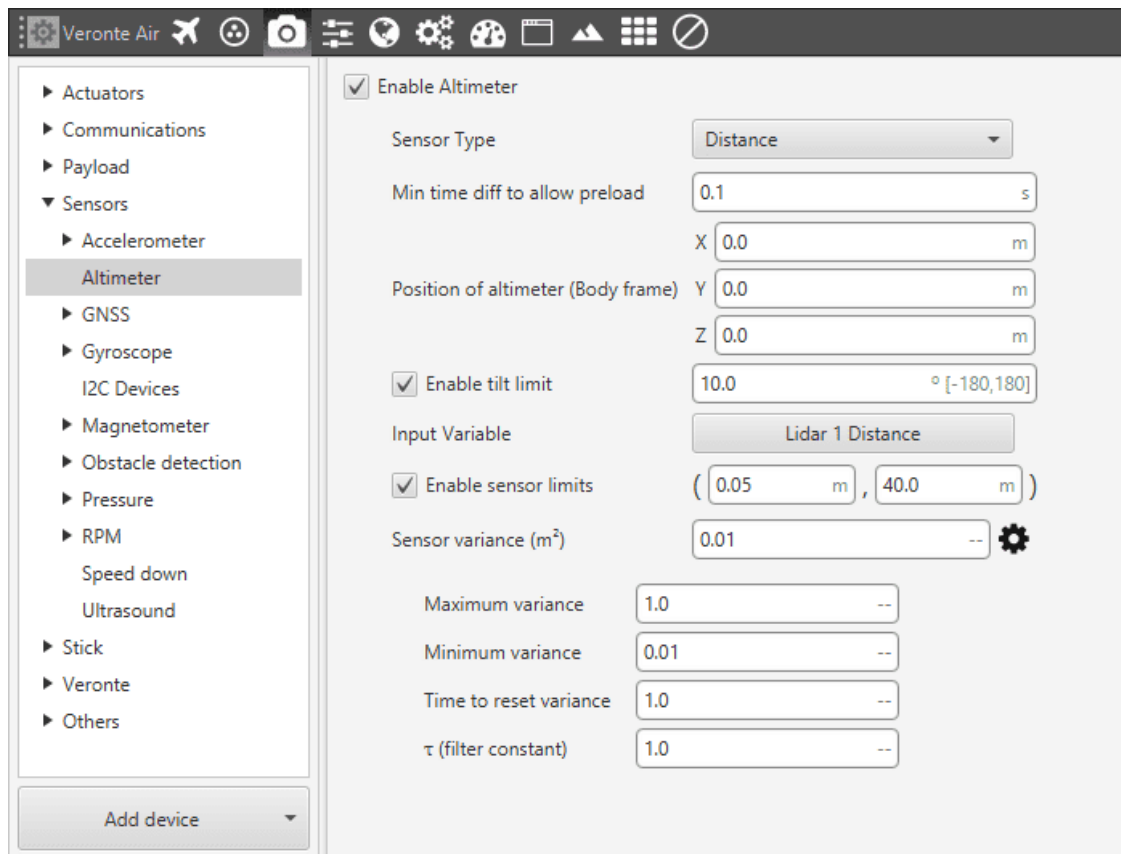 Veronte Air
Actuators
Communications
Payload
Sensors
Accelerometer
Altimeter
GNSS
Gyroscope
I2C Devices
Magnetometer
Obstacle detection
Pressure
RPM
Speed down
Ultrasound
Stick
Veronte
Others
Add device
Enable Altimeter
Sensor Type Distance
Min time diff to allow preload 0.1 s
X 0.0 m
Position of altimeter (Body frame) Y 0.0 m
Z 0.0 m
Enable tilt limit 10.0 º [-180,180]
Input Variable Lidar 1 Distance
Enable sensor limits ( 0.05 m , 40.0 m )
Sensor variance (m²) 0.01 --
Maximum variance 1.0 --
Minimum variance 0.01 --
Time to reset variance 1.0 --
τ (filter constant) 1.0 --